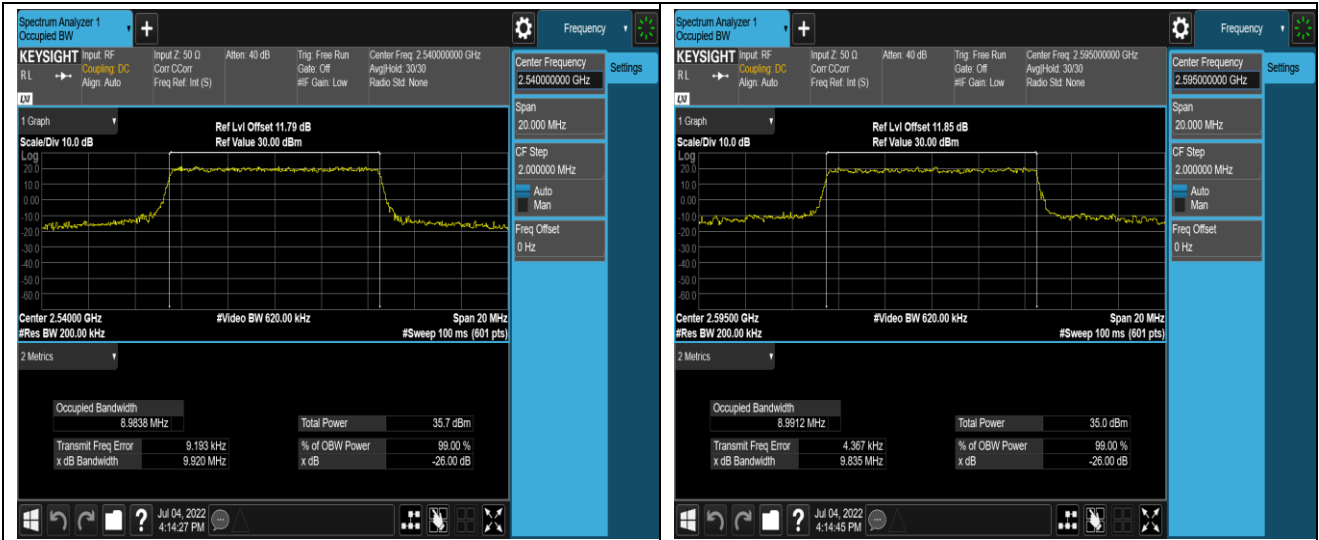 Spectrum Analyzer 1
Occupied BW
+
Frequency
KEYSIGHT Input: RF Input Z: 50 Ω Atten: 40 dB Trig: Free Run Center Freq: 2.540000000 GHz
Coupling: DC Corr CCorr Gate: Off Avg|Hold: 30/30
RL Align: Auto Freq Ref: Int (S) #IF Gain: Low Radio Std: None
LXI
Center Frequency
2.540000000 GHz
Settings
Span
20.000 MHz
CF Step
2.000000 MHz
Auto
Man
Freq Offset
0 Hz
1 Graph
Ref Lvl Offset 11.79 dB
Scale/Div 10.0 dB Ref Value 30.00 dBm
Log
20.0
10.0
0.00
-10.0
-20.0
-30.0
-40.0
-50.0
-60.0
Center 2.54000 GHz #Video BW 620.00 kHz Span 20 MHz
#Res BW 200.00 kHz #Sweep 100 ms (601 pts)
2 Metrics
Occupied Bandwidth
8.9838 MHz Total Power 35.7 dBm
Transmit Freq Error 9.193 kHz % of OBW Power 99.00 %
x dB Bandwidth 9.920 MHz x dB -26.00 dB
?
Jul 04, 2022
4:14:27 PM
Spectrum Analyzer 1
Occupied BW
+
Frequency
KEYSIGHT Input: RF Input Z: 50 Ω Atten: 40 dB Trig: Free Run Center Freq: 2.595000000 GHz
Coupling: DC Corr CCorr Gate: Off Avg|Hold: 30/30
RL Align: Auto Freq Ref: Int (S) #IF Gain: Low Radio Std: None
LXI
Center Frequency
2.595000000 GHz
Settings
Span
20.000 MHz
CF Step
2.000000 MHz
Auto
Man
Freq Offset
0 Hz
1 Graph
Ref Lvl Offset 11.85 dB
Scale/Div 10.0 dB Ref Value 30.00 dBm
Log
20.0
10.0
0.00
-10.0
-20.0
-30.0
-40.0
-50.0
-60.0
Center 2.59500 GHz #Video BW 620.00 kHz Span 20 MHz
#Res BW 200.00 kHz #Sweep 100 ms (601 pts)
2 Metrics
Occupied Bandwidth
8.9912 MHz Total Power 35.0 dBm
Transmit Freq Error 4.367 kHz % of OBW Power 99.00 %
x dB Bandwidth 9.835 MHz x dB -26.00 dB
?
Jul 04, 2022
4:14:45 PM